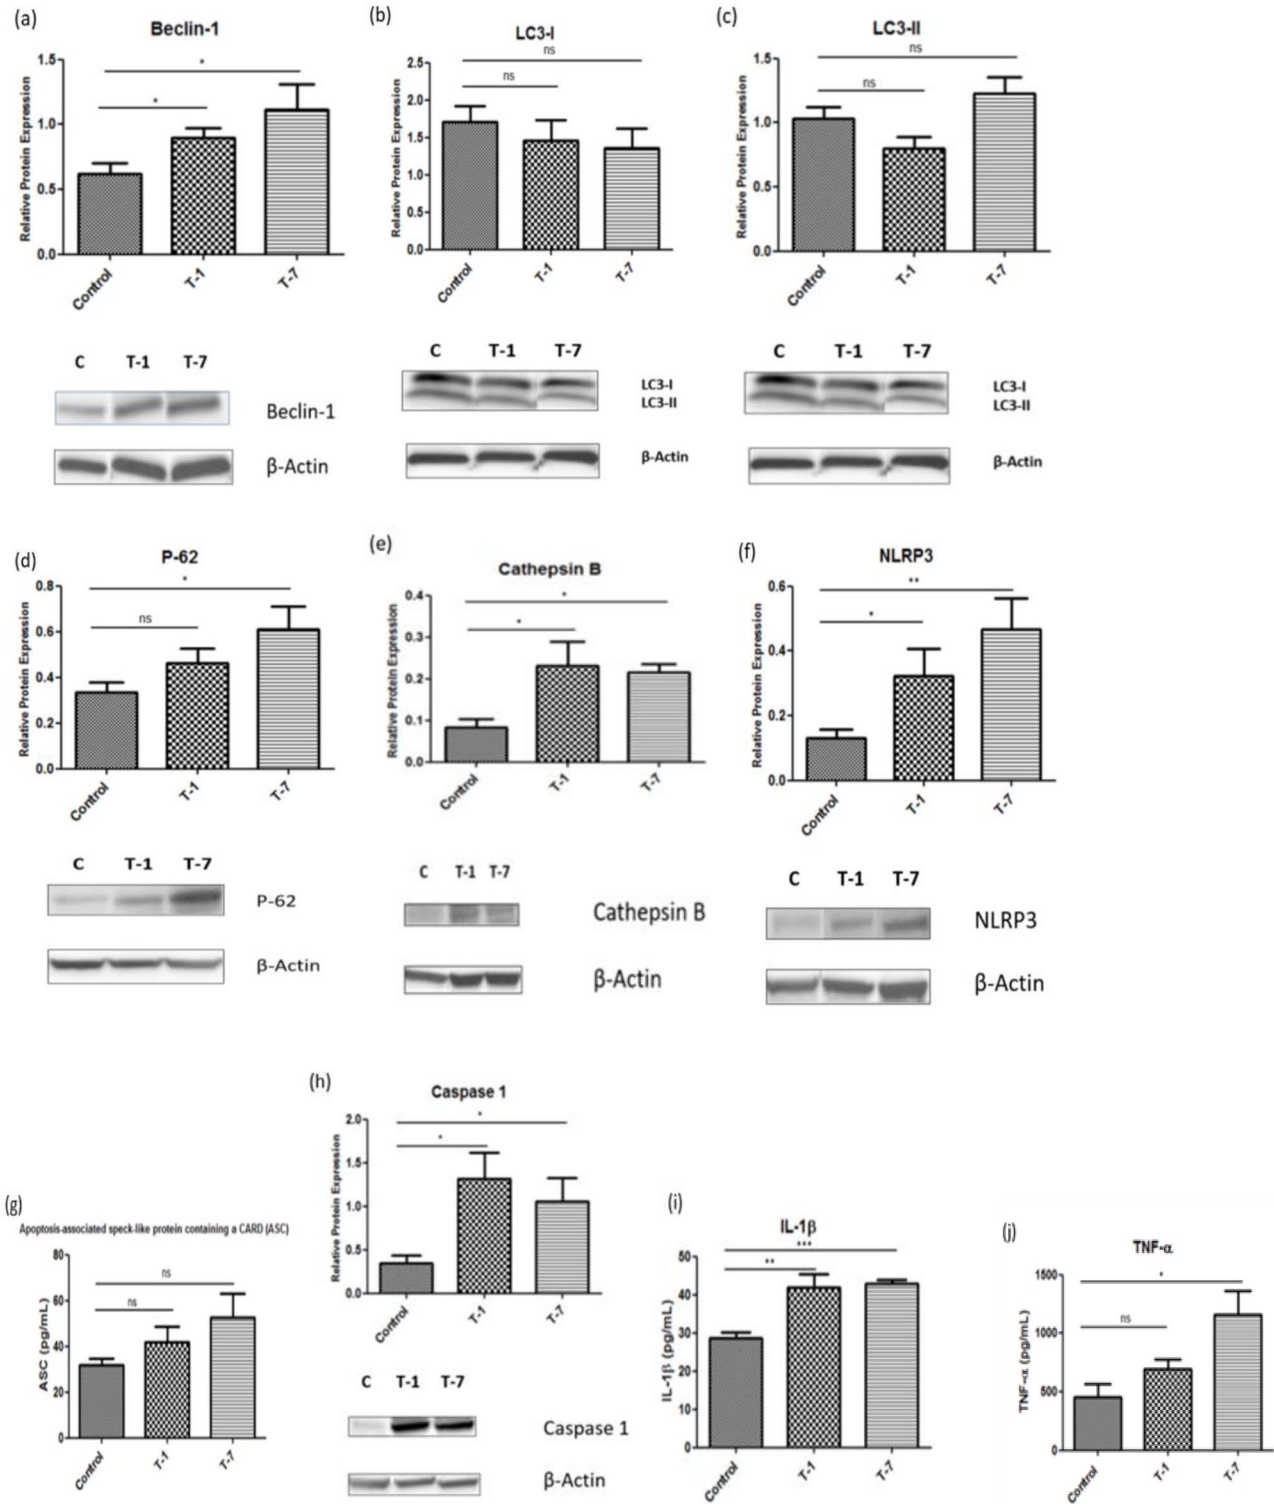 (a)
Beclin-1
Relative Protein Expression
1.5
1.0
0.5
0.0
*
*
Control
T-1
T-7
C T-1 T-7
Beclin-1
β-Actin
(b)
LC3-I
Relative Protein Expression
2.5
2.0
1.5
1.0
0.5
0.0
ns
ns
Control
T-1
T-7
C T-1 T-7
LC3-I
LC3-II
β-Actin
(c)
LC3-II
Relative Protein Expression
1.5
1.0
0.5
0.0
ns
ns
Control
T-1
T-7
C T-1 T-7
LC3-I
LC3-II
β-Actin
(d)
P-62
Relative Protein Expression
0.8
0.6
0.4
0.2
0.0
*
ns
Control
T-1
T-7
C T-1 T-7
P-62
β-Actin
(e)
Cathepsin B
Relative Protein Expression
0.4
0.3
0.2
0.1
0.0
*
*
Control
T-1
T-7
C T-1 T-7
Cathepsin B
β-Actin
(f)
NLRP3
Relative Protein Expression
0.6
0.4
0.2
0.0
**
*
Control
T-1
T-7
C T-1 T-7
NLRP3
β-Actin
(g)
Apoptosis-associated speck-like protein containing a CARD (ASC)
ASC (pg/mL)
80
60
40
20
0
ns
ns
Control
T-1
T-7
(h)
Caspase 1
Relative Protein Expression
2.0
1.5
1.0
0.5
0.0
*
*
Control
T-1
T-7
C T-1 T-7
Caspase 1
β-Actin
(i)
IL-1β
IL-1β (pg/mL)
50
40
30
20
10
0
***
**
Control
T-1
T-7
(j)
TNF-α
TNF-α (pg/mL)
1500
1000
500
0
*
ns
Control
T-1
T-7